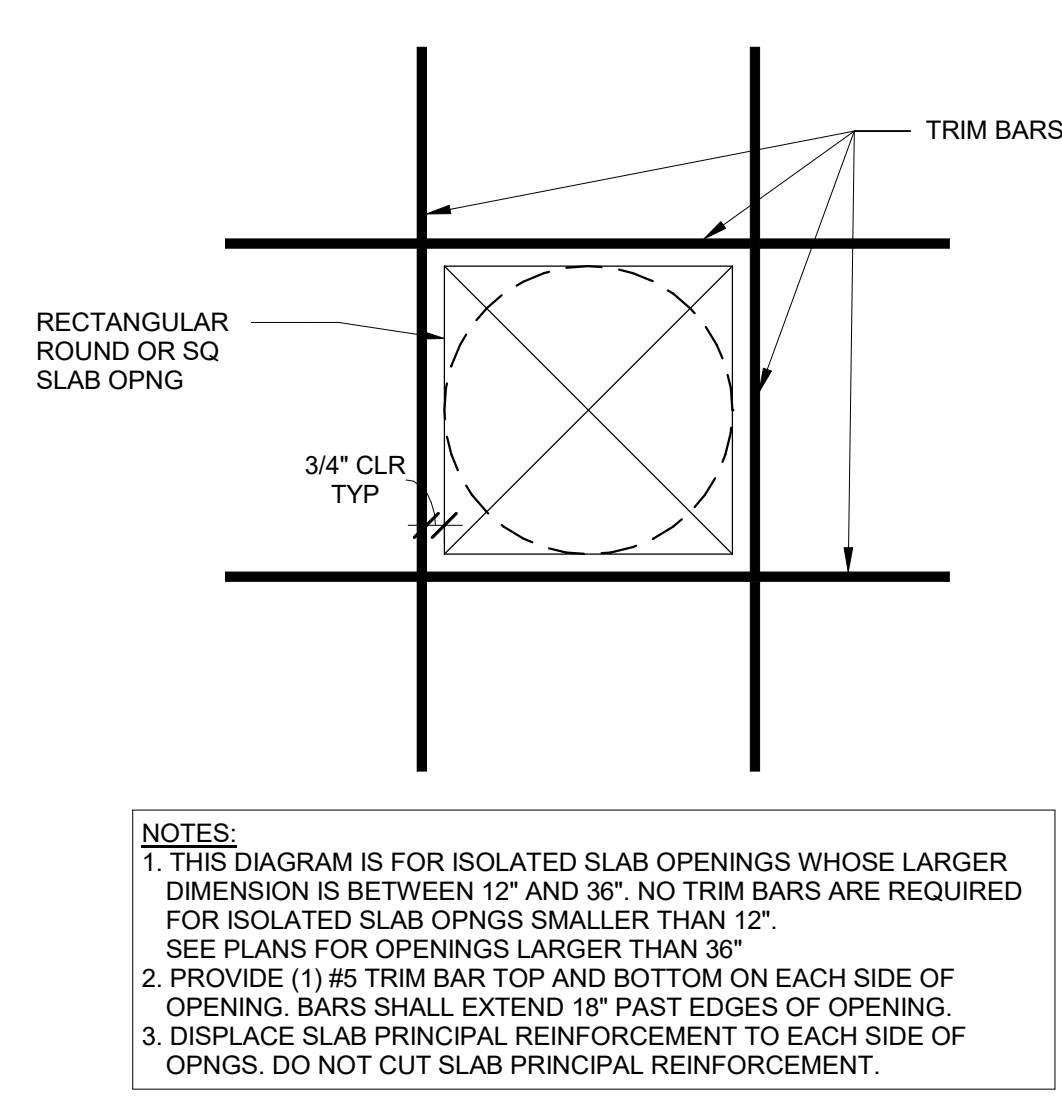 TRIM BARS
RECTANGULAR
ROUND OR SQ
SLAB OPNG
3/4" CLR
TYP
NOTES:
1. THIS DIAGRAM IS FOR ISOLATED SLAB OPENINGS WHOSE LARGER
DIMENSION IS BETWEEN 12" AND 36". NO TRIM BARS ARE REQUIRED
FOR ISOLATED SLAB OPNGS SMALLER THAN 12".
SEE PLANS FOR OPENINGS LARGER THAN 36"
2. PROVIDE (1) #5 TRIM BAR TOP AND BOTTOM ON EACH SIDE OF
OPENING. BARS SHALL EXTEND 18" PAST EDGES OF OPENING.
3. DISPLACE SLAB PRINCIPAL REINFORCEMENT TO EACH SIDE OF
OPNGS. DO NOT CUT SLAB PRINCIPAL REINFORCEMENT.